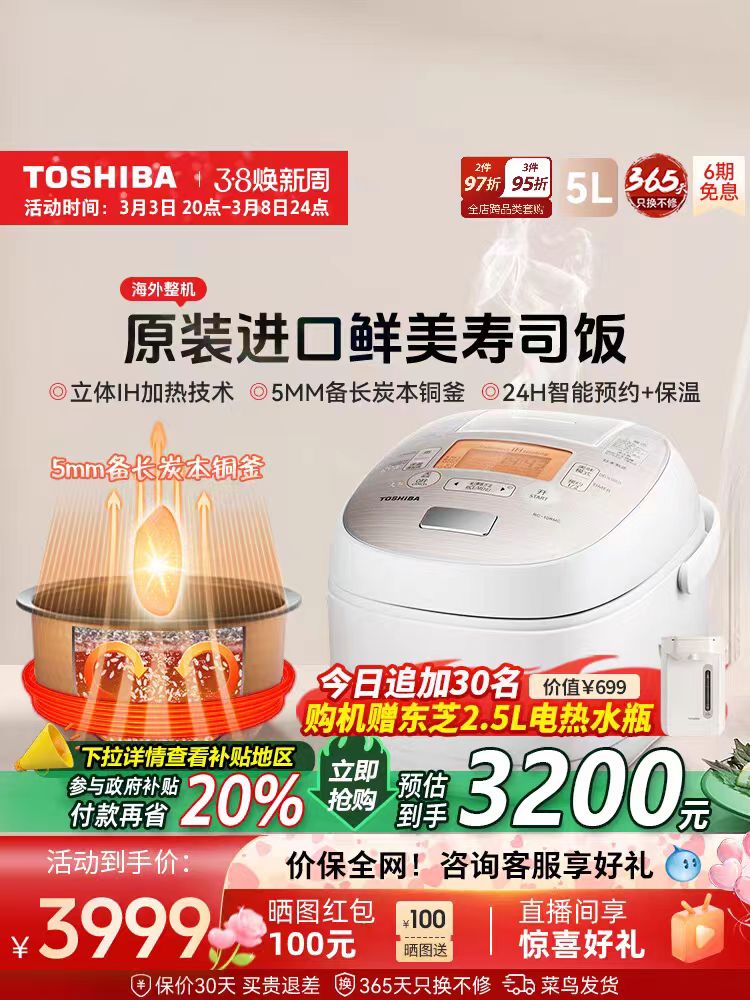 TOSHIBA 3·8焕新周
活动时间：3月3日 20点-3月8日24点
2件 97折
3件 95折
全店跨品类套购
5L
365天
只换不修
6期
免息
海外整机
原装进口鲜美寿司饭
◎立体IH加热技术 ◎5MM备长炭本铜釜 ◎24H智能预约+保温
5mm备长炭本铜釜
OFF
START
TIMER
TOSHIBA
今日追加30名 价值¥699
购机赠东芝2.5L电热水瓶
下拉详情查看补贴地区
参与政府补贴
付款再省
20%
立即
抢购
预估
到手
3200元
活动到手价：
¥3999
价保全网！咨询客服享好礼
晒图红包
100元
¥100
晒图送
直播间享
惊喜好礼
¥保价30天 买贵退差 换365天只换不修 菜鸟发货